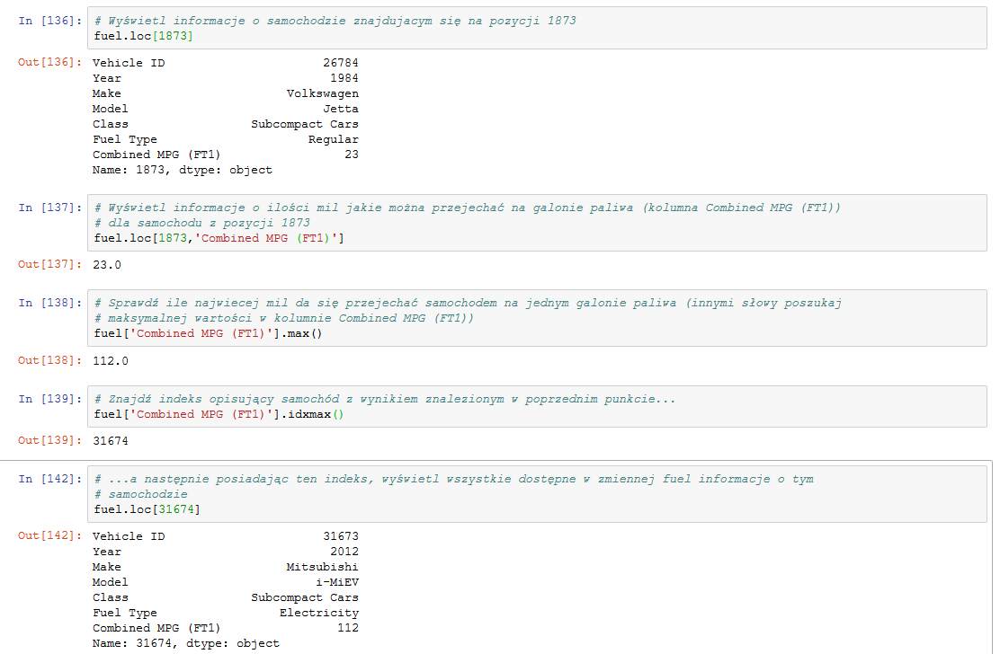 In [136]: # Wyświetl informacje o samochodzie znajdujacym się na pozycji 1873
fuel.loc[1873]
Out[136]: Vehicle ID 26784
Year 1984
Make Volkswagen
Model Jetta
Class Subcompact Cars
Fuel Type Regular
Combined MPG (FT1) 23
Name: 1873, dtype: object
In [137]: # Wyświetl informacje o ilości mil jakie można przejechać na galonie paliwa (kolumna Combined MPG (FT1))
# dla samochodu z pozycji 1873
fuel.loc[1873,'Combined MPG (FT1)']
Out[137]: 23.0
In [138]: # Sprawdź ile najwiecej mil da się przejechać samochodem na jednym galonie paliwa (innymi słowy poszukaj
# maksymalnej wartości w kolumnie Combined MPG (FT1))
fuel['Combined MPG (FT1)'].max()
Out[138]: 112.0
In [139]: # Znajdź indeks opisujący samochód z wynikiem znalezionym w poprzednim punkcie...
fuel['Combined MPG (FT1)'].idxmax()
Out[139]: 31674
In [142]: # ...a następnie posiadając ten indeks, wyświetl wszystkie dostępne w zmiennej fuel informacje o tym
# samochodzie
fuel.loc[31674]
Out[142]: Vehicle ID 31673
Year 2012
Make Mitsubishi
Model i-MiEV
Class Subcompact Cars
Fuel Type Electricity
Combined MPG (FT1) 112
Name: 31674, dtype: object